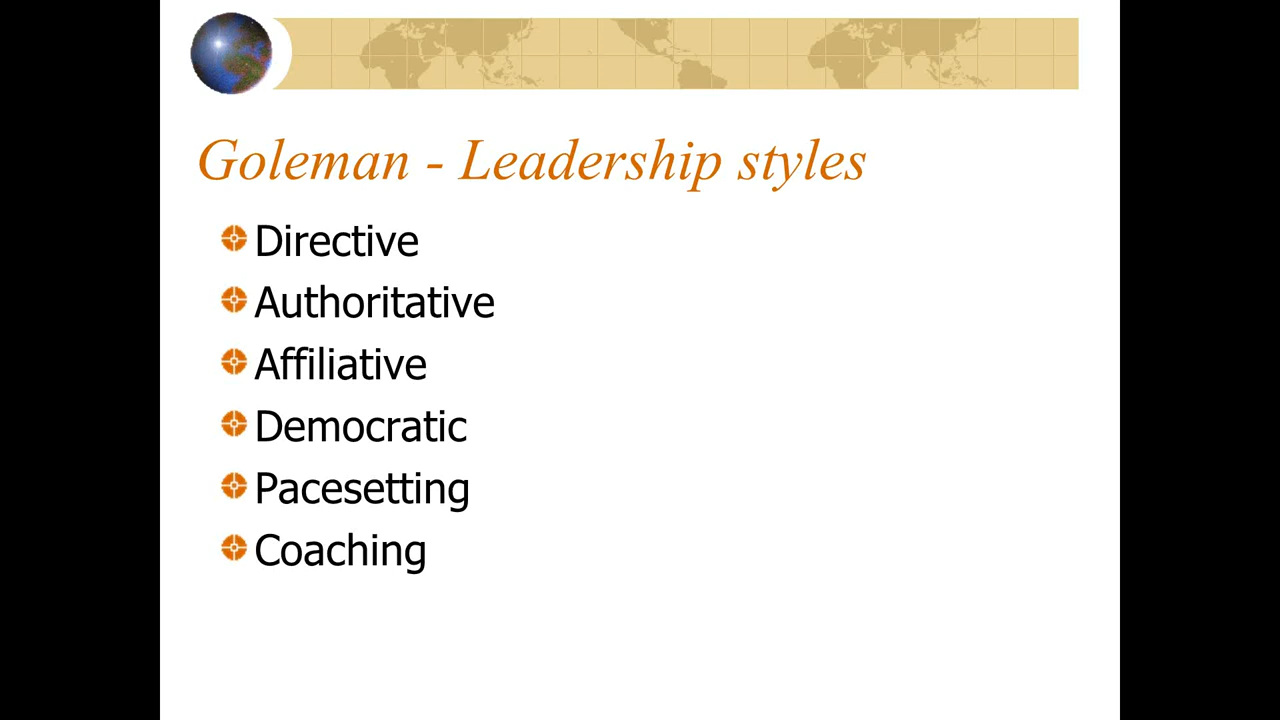 Goleman - Leadership styles
Directive
Authoritative
Affiliative
Democratic
Pacesetting
Coaching